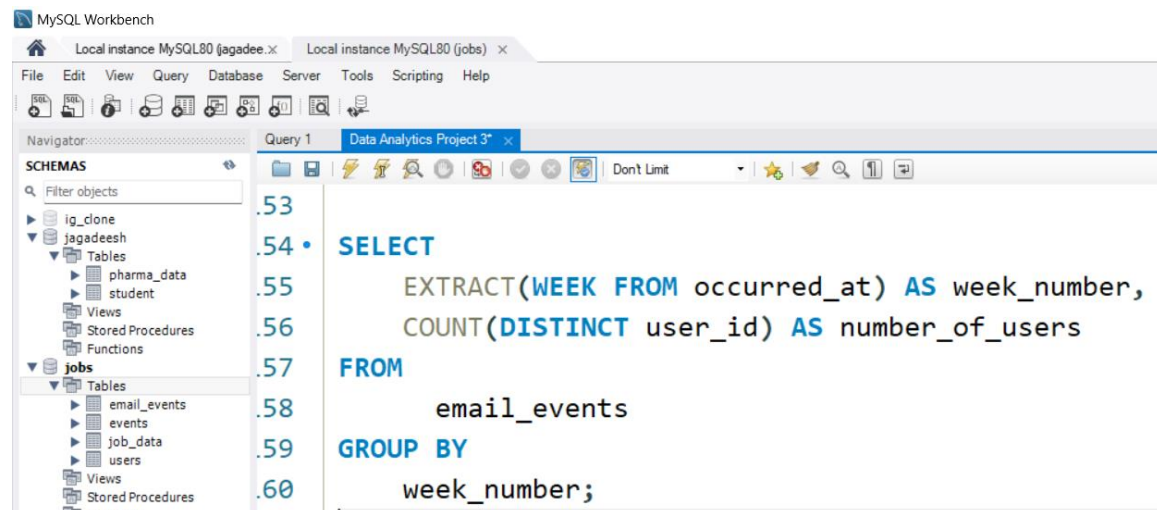 MySQL Workbench
Local instance MySQL80 (jagadee.× Local instance MySQL80 (jobs) ×
File Edit View Query Database Server Tools Scripting Help
Navigator
Query 1 Data Analytics Project 3* ×
SCHEMAS
Don't Limit
Filter objects
ig_clone
jagadeesh
Tables
pharma_data
student
Views
Stored Procedures
Functions
jobs
Tables
email_events
events
job_data
users
Views
Stored Procedures
.53
.54 • SELECT
.55 EXTRACT(WEEK FROM occurred_at) AS week_number,
.56 COUNT(DISTINCT user_id) AS number_of_users
.57 FROM
.58 email_events
.59 GROUP BY
.60 week_number;